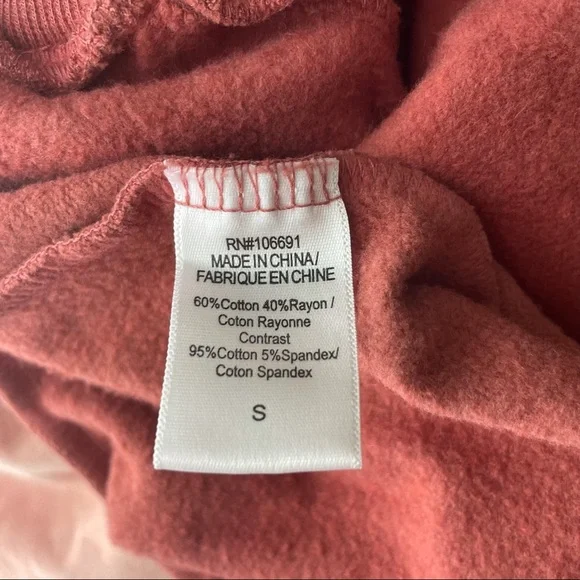 RN#106691
MADE IN CHINA/
FABRIQUE EN CHINE
60%Cotton 40%Rayon /
Coton Rayonne
Contrast
95%Cotton 5%Spandex/
Coton Spandex
S